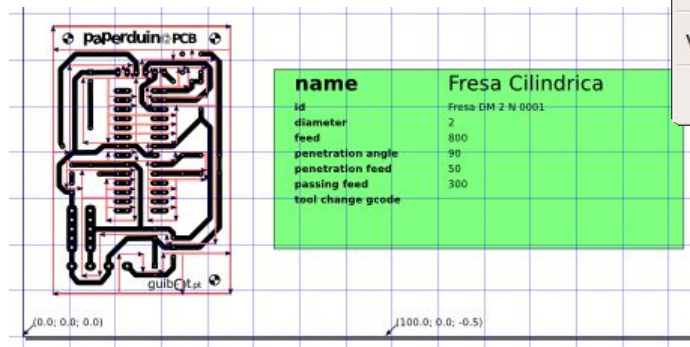 paperduino PCB
name Fresa Cilindrica
id Fresa DM 2 N 0001
diameter 2
feed 800
penetration angle 90
penetration feed 50
passing feed 300
tool change gcode
guibot.pt
(0.0; 0.0; 0.0) (100.0; 0.0; -0.5)